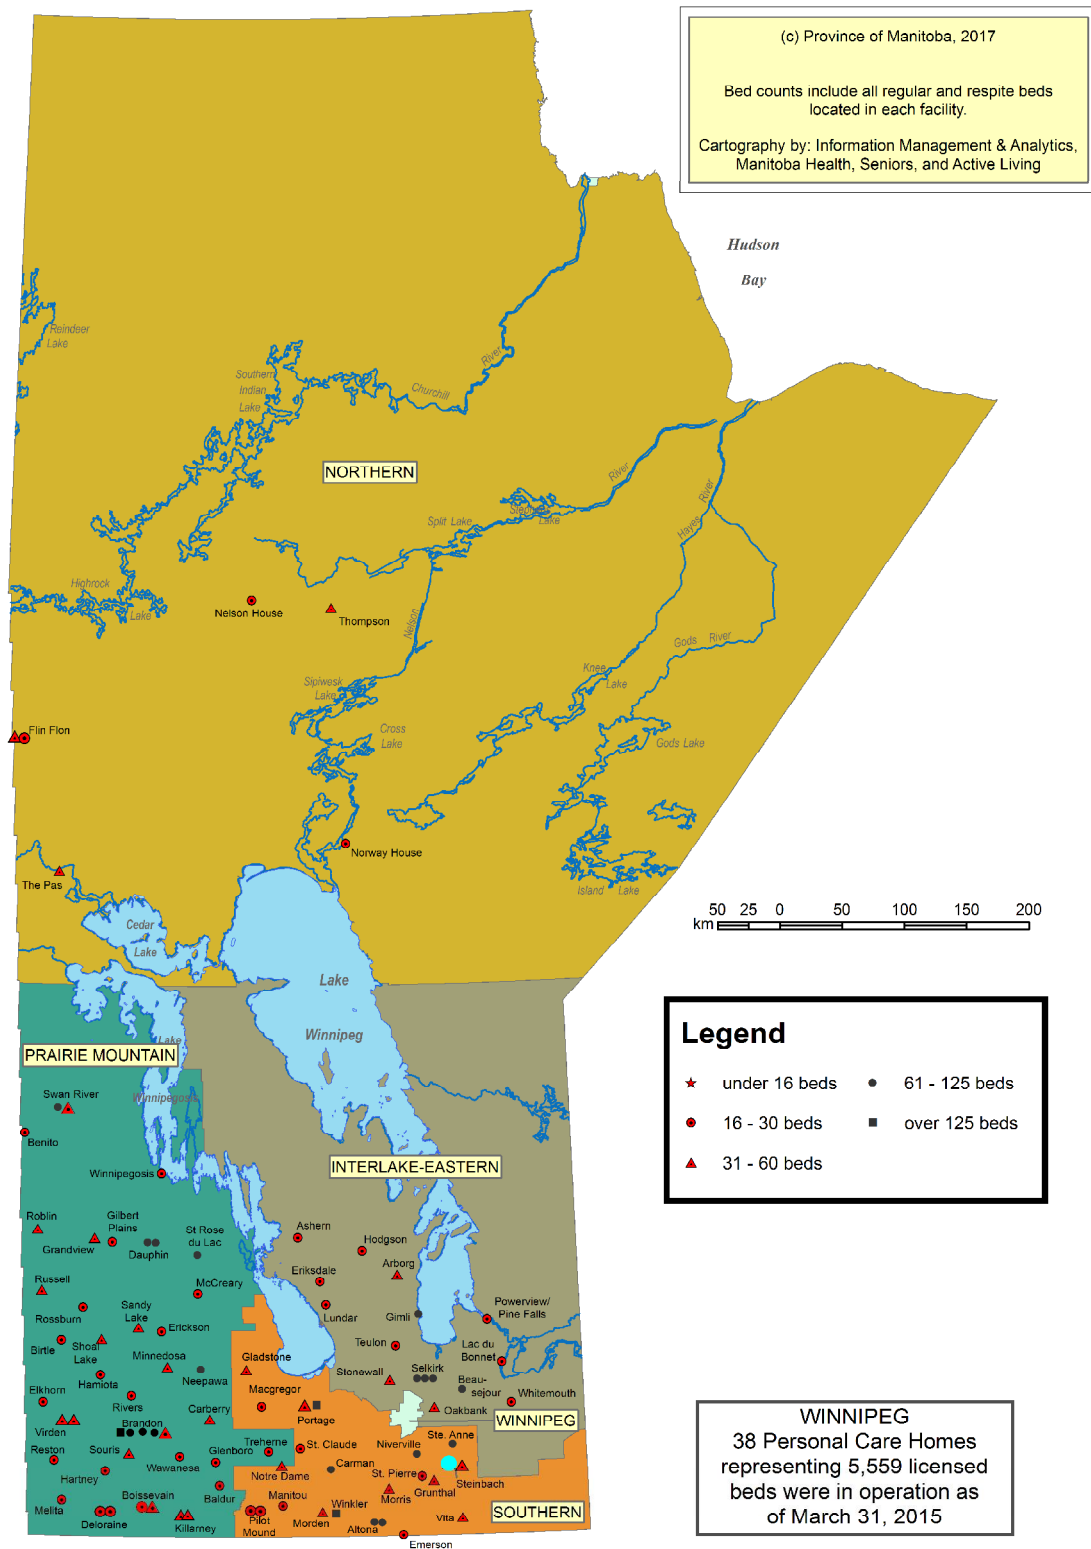 (c) Province of Manitoba, 2017
Bed counts include all regular and respite beds
located in each facility.
Cartography by: Information Management & Analytics,
Manitoba Health, Seniors, and Active Living
Hudson
Bay
Reindeer
Lake
Southern
Indian
Lake
Churchill
River
NORTHERN
River
Stephens
Lake
Split Lake
Hayes
River
Highrock
Lake
Nelson House
Thompson
Nelson
Gods River
Knee
Lake
Sipiwesk
Lake
Flin Flon
Cross
Lake
Gods Lake
Norway House
The Pas
Island Lake
Cedar
Lake
50 25 0 50 100 150 200
km
Lake
Winnipeg
Lake
Winnipegosis
PRAIRIE MOUNTAIN
Legend
under 16 beds
61 - 125 beds
16 - 30 beds
over 125 beds
31 - 60 beds
Swan River
Benito
Winnipegosis
INTERLAKE-EASTERN
Roblin
Gilbert
Plains
Grandview
Dauphin
St Rose
du Lac
Ashern
Hodgson
Arborg
Eriksdale
Russell
McCreary
Rossburn
Sandy
Lake
Erickson
Lundar
Gimli
Powerview/
Pine Falls
Birtle
Shoal
Lake
Minnedosa
Teulon
Lac du
Bonnet
Gladstone
Stonewall
Selkirk
Beau-
sejour
Hamiota
Neepawa
Elkhorn
Rivers
Carberry
Macgregor
Portage
Whitemouth
Oakbank
WINNIPEG
Virden
Brandon
Reston
Souris
Wawanesa
Glenboro
Treherne
St. Claude
Niverville
Ste. Anne
Carman
Hartney
Notre Dame
St. Pierre
Grunthal
Steinbach
Baldur
Melita
Boissevain
Manitou
Winkler
Morris
SOUTHERN
Deloraine
Killarney
Pilot
Mound
Morden
Altona
Vita
Emerson
WINNIPEG
38 Personal Care Homes
representing 5,559 licensed
beds were in operation as
of March 31, 2015